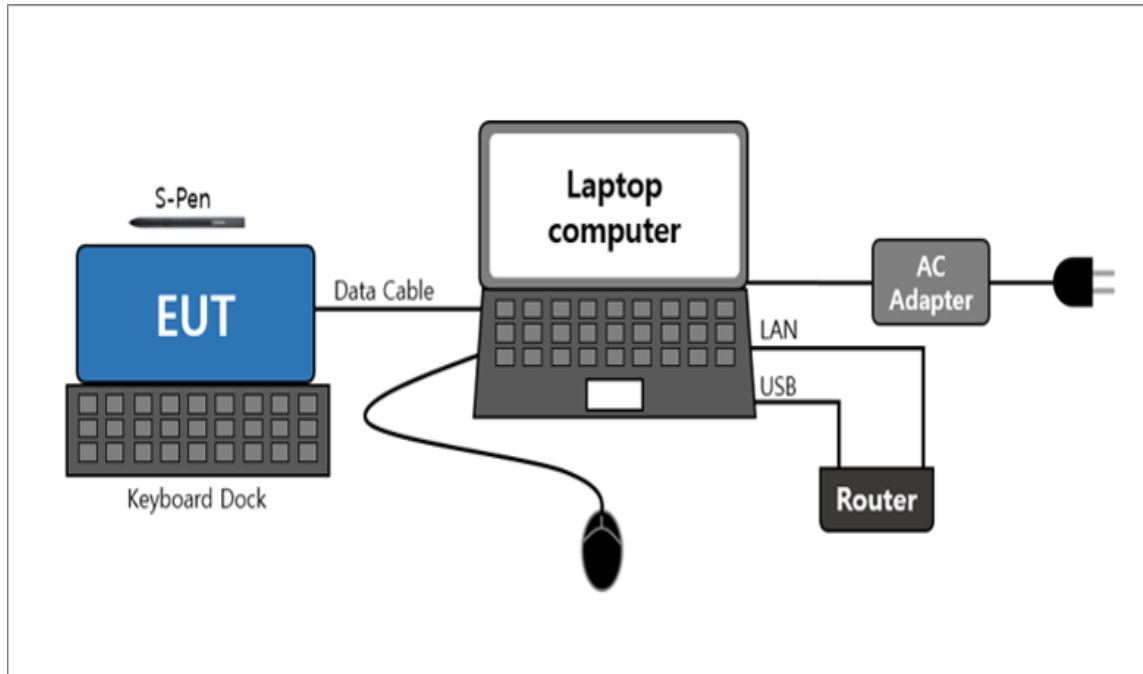 S-Pen
EUT
Keyboard Dock
Data Cable
Laptop
computer
AC
Adapter
LAN
USB
Router